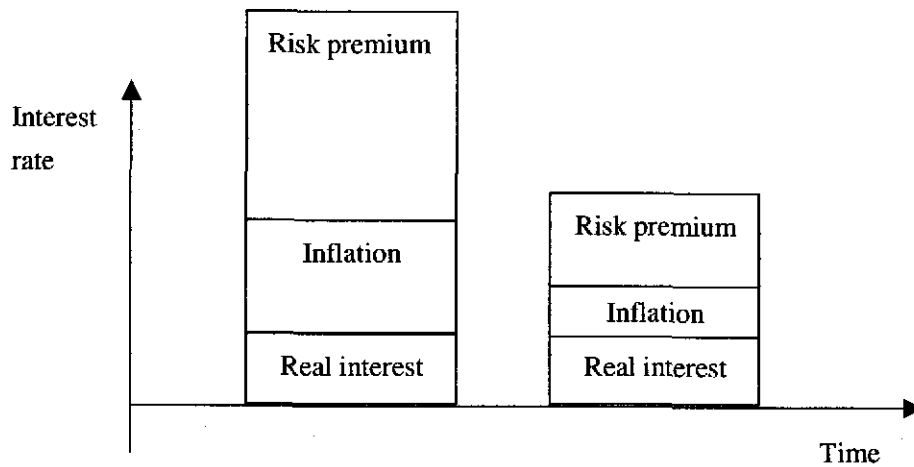 Risk premium
Interest
rate
Risk premium
Inflation
Inflation
Real interest
Real interest
Time